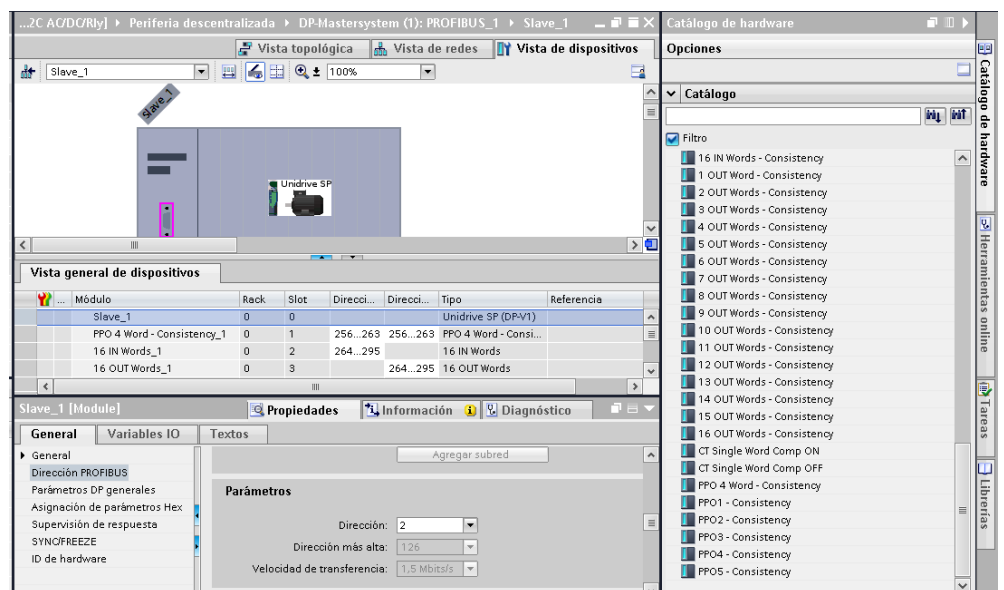 ...2C AC/DC/Rly] ▸ Periferia descentralizada ▸ DP-Mastersystem (1): PROFIBUS_1 ▸ Slave_1
Vista topológica Vista de redes Vista de dispositivos
Slave_1 100%
Slave_1
Unidrive SP
Vista general de dispositivos
... Módulo Rack Slot Direcci... Direcci... Tipo Referencia
Slave_1 0 0 Unidrive SP (DP-V1)
PPO 4 Word - Consistency_1 0 1 256...263 256...263 PPO 4 Word - Consi...
16 IN Words_1 0 2 264...295 16 IN Words
16 OUT Words_1 0 3 264...295 16 OUT Words
Slave_1 [Module] Propiedades Información Diagnóstico
General Variables IO Textos
General
Dirección PROFIBUS
Parámetros DP generales
Asignación de parámetros Hex
Supervisión de respuesta
SYNC/FREEZE
ID de hardware
Agregar subred
Parámetros
Dirección: 2
Dirección más alta: 126
Velocidad de transferencia: 1,5 Mbits/s
Catálogo de hardware
Opciones
Catálogo
Filtro
16 IN Words - Consistency
1 OUT Word - Consistency
2 OUT Words - Consistency
3 OUT Words - Consistency
4 OUT Words - Consistency
5 OUT Words - Consistency
6 OUT Words - Consistency
7 OUT Words - Consistency
8 OUT Words - Consistency
9 OUT Words - Consistency
10 OUT Words - Consistency
11 OUT Words - Consistency
12 OUT Words - Consistency
13 OUT Words - Consistency
14 OUT Words - Consistency
15 OUT Words - Consistency
16 OUT Words - Consistency
CT Single Word Comp ON
CT Single Word Comp OFF
PPO 4 Word - Consistency
PPO1 - Consistency
PPO2 - Consistency
PPO3 - Consistency
PPO4 - Consistency
PPO5 - Consistency
Catálogo de hardware
Herramientas online
Tareas
Librerías